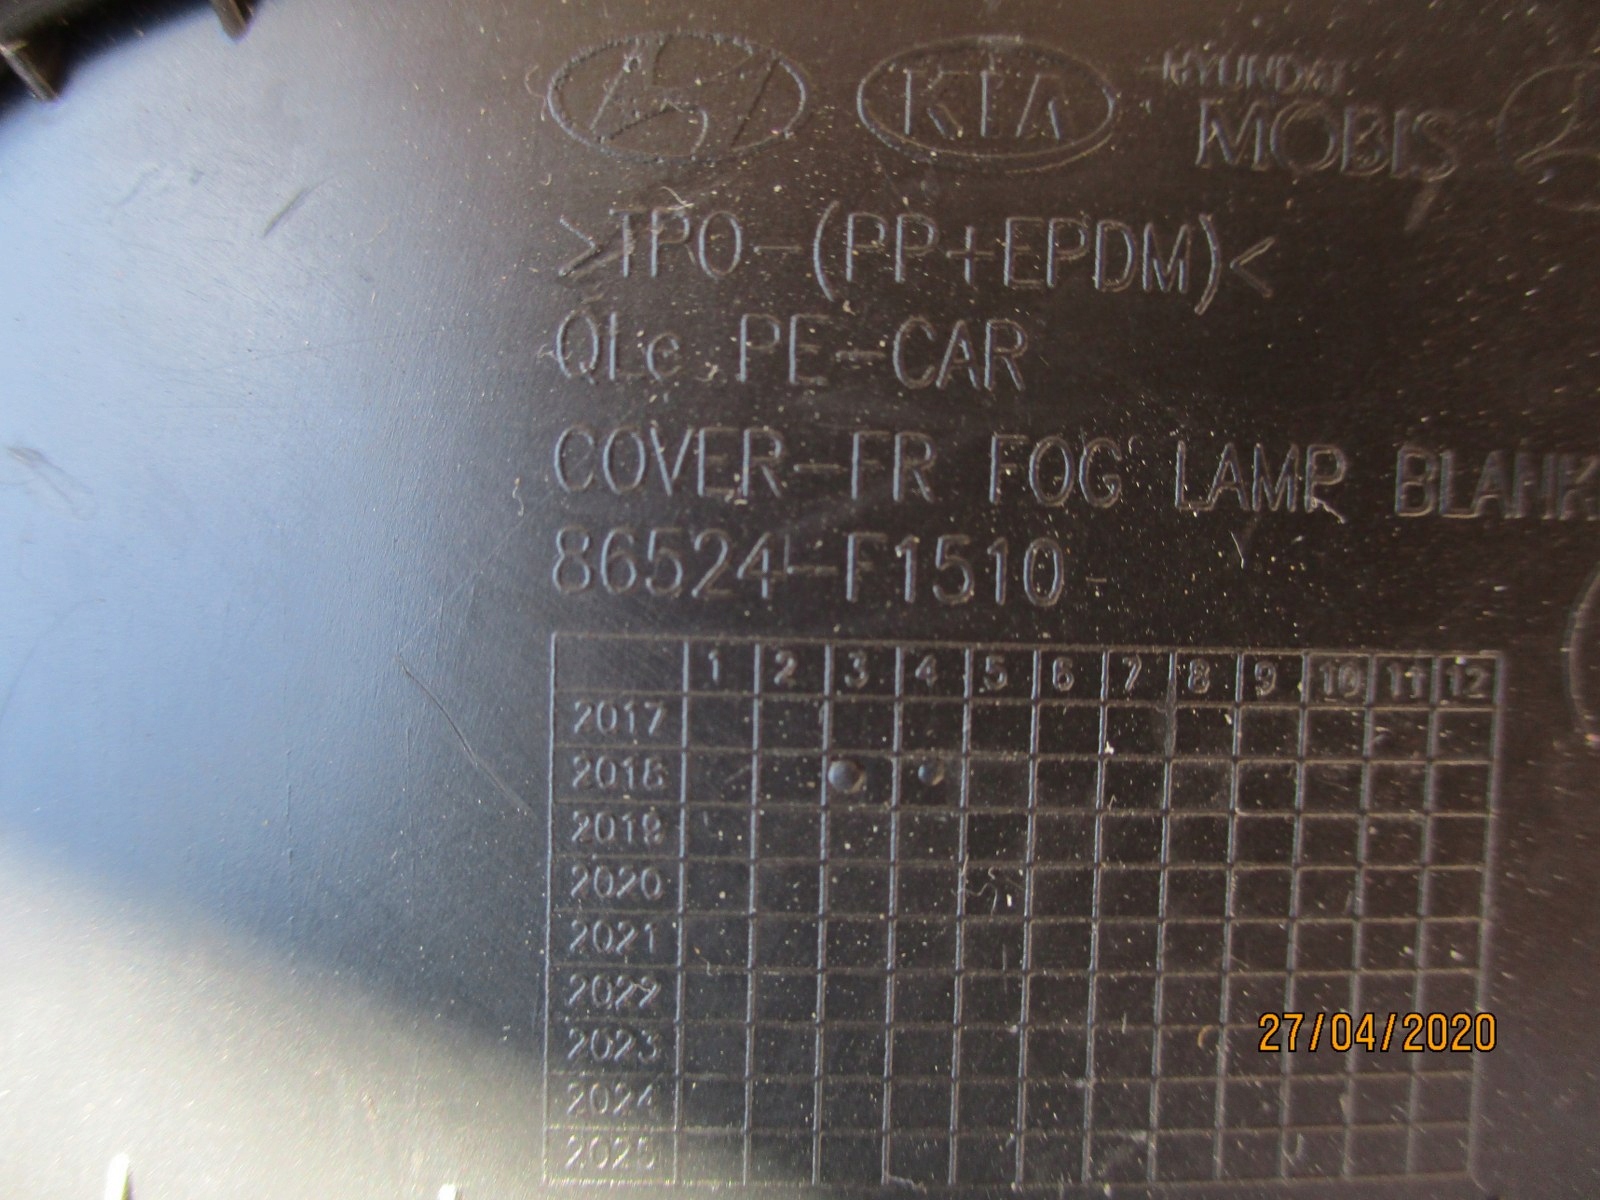 KIA
HYUNDAI
MOBIS
>TPO-(PP+EPDM)<
QLe PE-CAR
COVER-FR FOG LAMP BLANK
86524-F1510
1 2 3 4 5 6 7 8 9 10 11 12
2017
2018
2019
2020
2021
2022
2023
2024
2025
27/04/2020